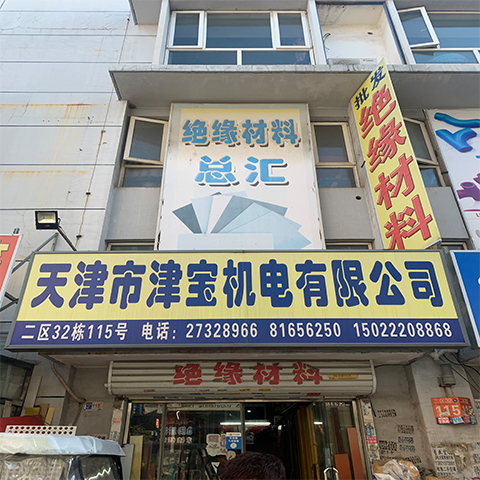 绝缘材料
总汇
批发
绝缘材料
天津市津宝机电有限公司
二区32栋115号 电话: 27328966 81656250 15022208868
绝缘材料
115